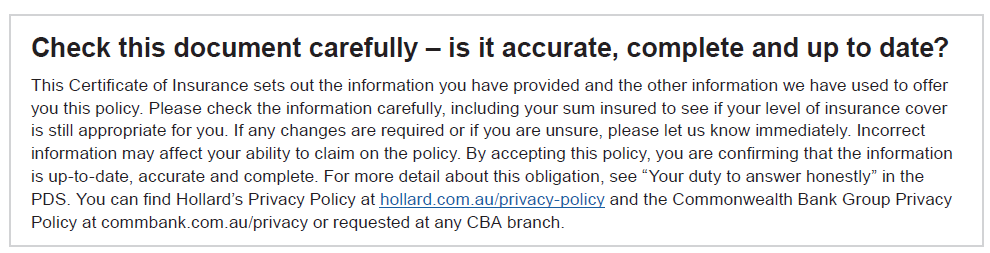 Check this document carefully – is it accurate, complete and up to date?
This Certificate of Insurance sets out the information you have provided and the other information we have used to offer
you this policy. Please check the information carefully, including your sum insured to see if your level of insurance cover
is still appropriate for you. If any changes are required or if you are unsure, please let us know immediately. Incorrect
information may affect your ability to claim on the policy. By accepting this policy, you are confirming that the information
is up-to-date, accurate and complete. For more detail about this obligation, see “Your duty to answer honestly” in the
PDS. You can find Hollard’s Privacy Policy at hollard.com.au/privacy-policy and the Commonwealth Bank Group Privacy
Policy at commbank.com.au/privacy or requested at any CBA branch.